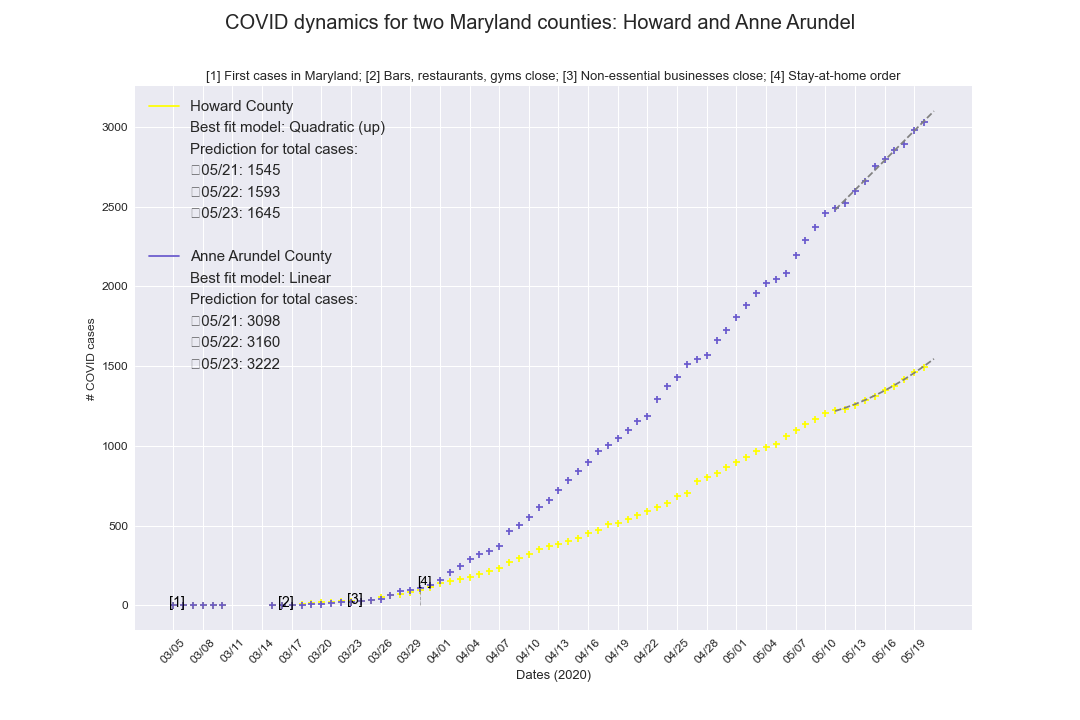 COVID dynamics for two Maryland counties: Howard and Anne Arundel
[1] First cases in Maryland; [2] Bars, restaurants, gyms close; [3] Non-essential businesses close; [4] Stay-at-home order
Howard County
Best fit model: Quadratic (up)
Prediction for total cases:
□05/21: 1545
□05/22: 1593
□05/23: 1645
Anne Arundel County
Best fit model: Linear
Prediction for total cases:
□05/21: 3098
□05/22: 3160
□05/23: 3222
# COVID cases
3000
2500
2000
1500
1000
500
0
[1]
[2]
[3]
[4]
03/05 03/08 03/11 03/14 03/17 03/20 03/23 03/26 03/29 04/01 04/04 04/07 04/10 04/13 04/16 04/19 04/22 04/25 04/28 05/01 05/04 05/07 05/10 05/13 05/16 05/19
Dates (2020)